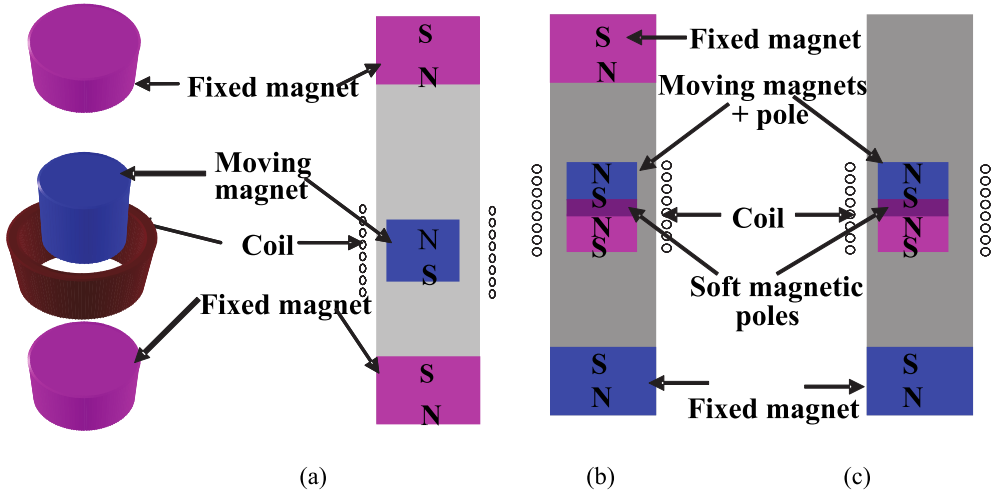 S
N
Fixed magnet
Moving
magnet
N
S
Coil
Fixed magnet
S
N
(a)
S
N
Fixed magnet
Moving magnets
+ pole
N
S
N
S
Coil
N
S
N
S
Soft magnetic
poles
S
N
Fixed magnet
S
N
(b)
(c)